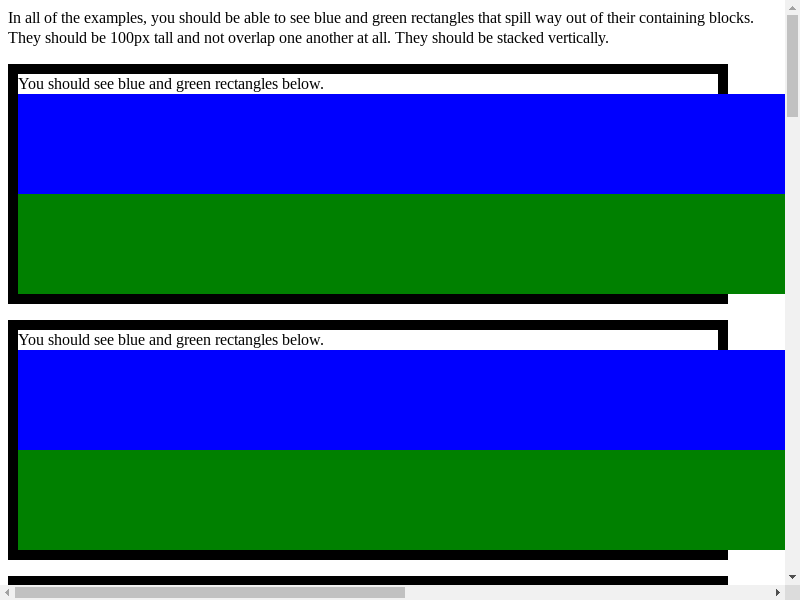 In all of the examples, you should be able to see blue and green rectangles that spill way out of their containing blocks.
They should be 100px tall and not overlap one another at all. They should be stacked vertically.
You should see blue and green rectangles below.
You should see blue and green rectangles below.